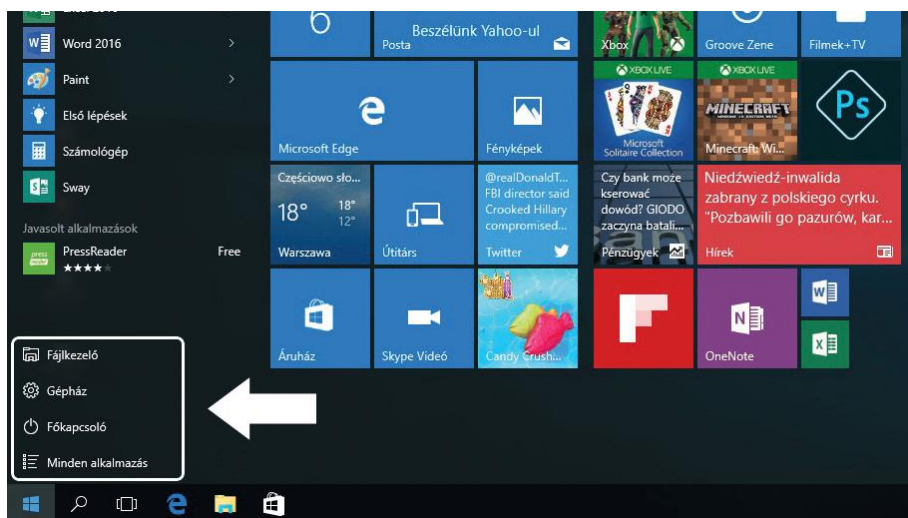 Word 2016
Paint
Első lépések
Számológép
Sway
Javasolt alkalmazások
PressReader
Free
Fájlkezelő
Gépház
Főkapcsoló
Minden alkalmazás
6
Beszélünk Yahoo-ul
Posta
Microsoft Edge
Fényképek
Częściowo sło...
18°
18°
12°
Warszawa
Útitárs
@realDonaldT...
FBI director said
Crooked Hillary
compromised...
Twitter
Áruház
Skype Videó
Candy Crush...
Xbox
Groove Zene
Filmek+TV
XBOX LIVE
Microsoft
Solitaire Collection
XBOX LIVE
MINECRAFT
Minecraft: Wi...
Ps
Czy bank może
kserować
dowód? GIODO
zaczyna batali...
Pénzügyek
Niedźwiedź-inwalida
zabrany z polskiego cyrku.
"Pozbawili go pazurów, kar...
Hírek
OneNote